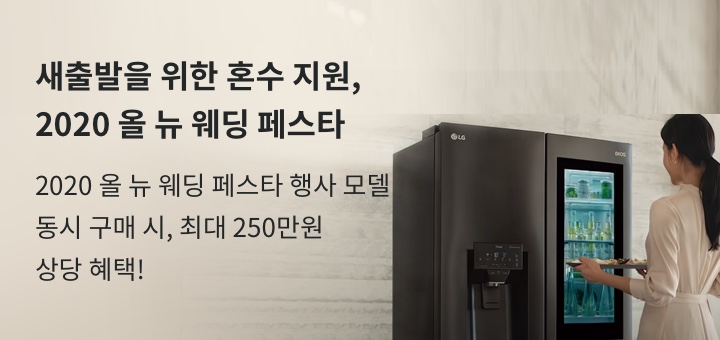 새출발을 위한 혼수 지원,
2020 올 뉴 웨딩 페스타
2020 올 뉴 웨딩 페스타 행사 모델
동시 구매 시, 최대 250만원
상당 혜택!
LG
DIOS